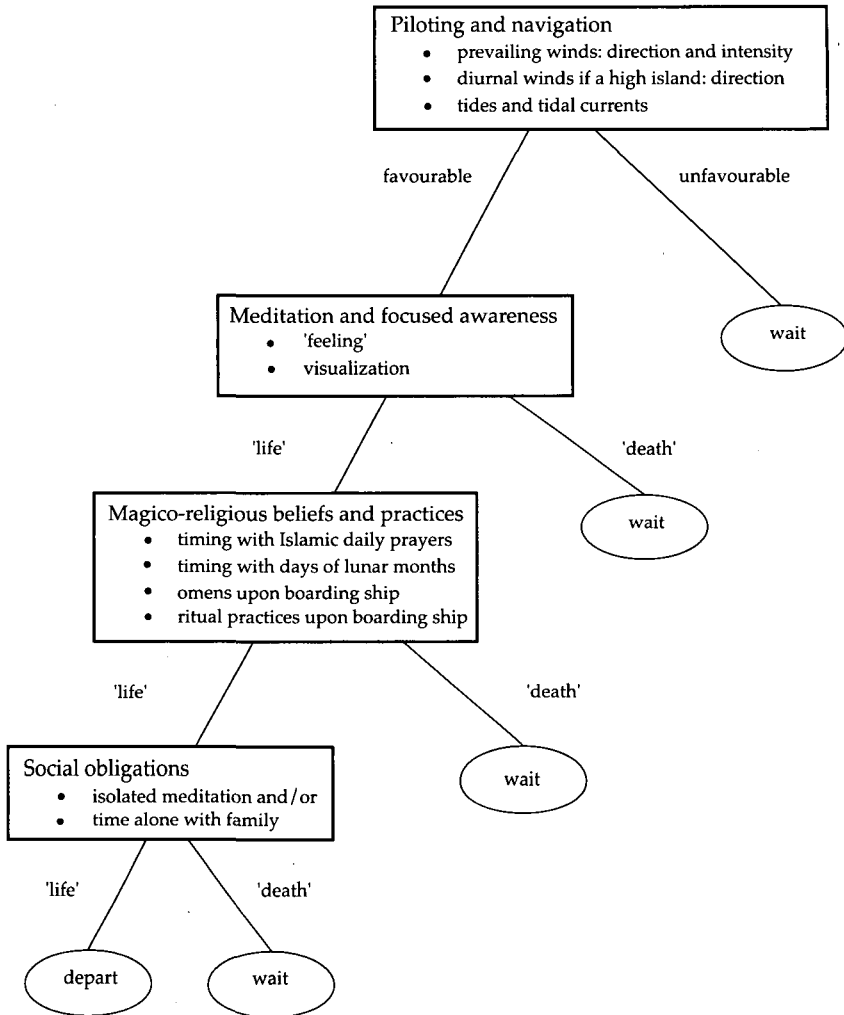 Piloting and navigation
• prevailing winds: direction and intensity
• diurnal winds if a high island: direction
• tides and tidal currents
favourable
unfavourable
Meditation and focused awareness
• 'feeling'
• visualization
wait
'life'
'death'
Magico-religious beliefs and practices
• timing with Islamic daily prayers
• timing with days of lunar months
• omens upon boarding ship
• ritual practices upon boarding ship
wait
'life'
'death'
Social obligations
• isolated meditation and/or
• time alone with family
wait
'life'
'death'
depart
wait